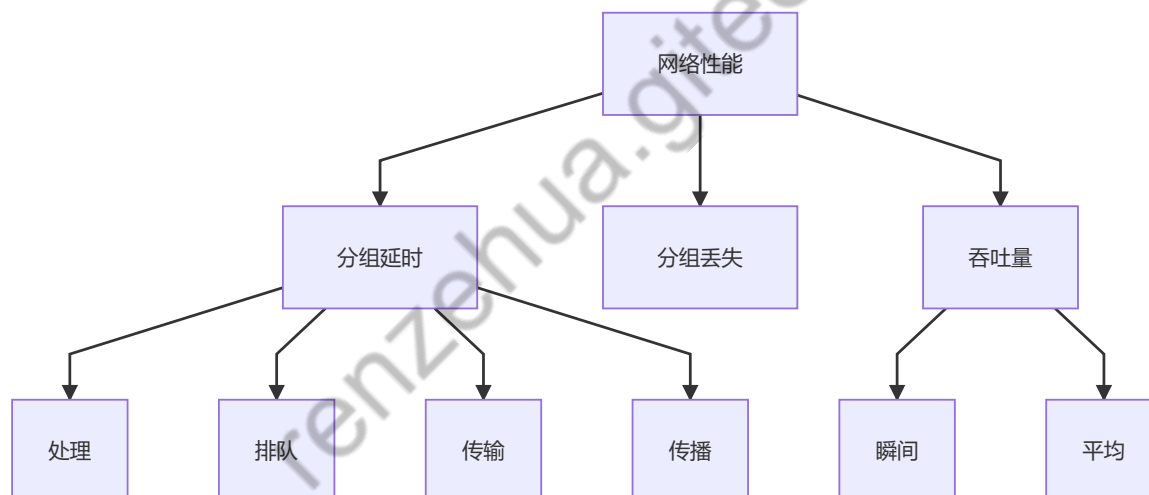 网络性能
分组延时
分组丢失
吞吐量
处理
排队
传输
传播
瞬间
平均
renzehua.gitee